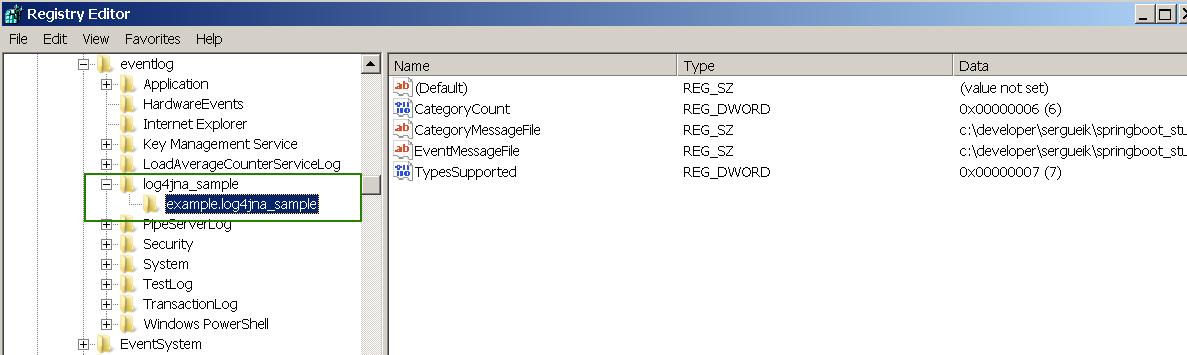 Registry Editor
File Edit View Favorites Help
eventlog
Application
HardwareEvents
Internet Explorer
Key Management Service
LoadAverageCounterServiceLog
log4jna_sample
example.log4jna_sample
PipeServerLog
Security
System
TestLog
TransactionLog
Windows PowerShell
EventSystem
Name Type Data
(Default) REG_SZ (value not set)
CategoryCount REG_DWORD 0x00000006 (6)
CategoryMessageFile REG_SZ c:\developer\sergueik\springboot_stu
EventMessageFile REG_SZ c:\developer\sergueik\springboot_stu
TypesSupported REG_DWORD 0x00000007 (7)